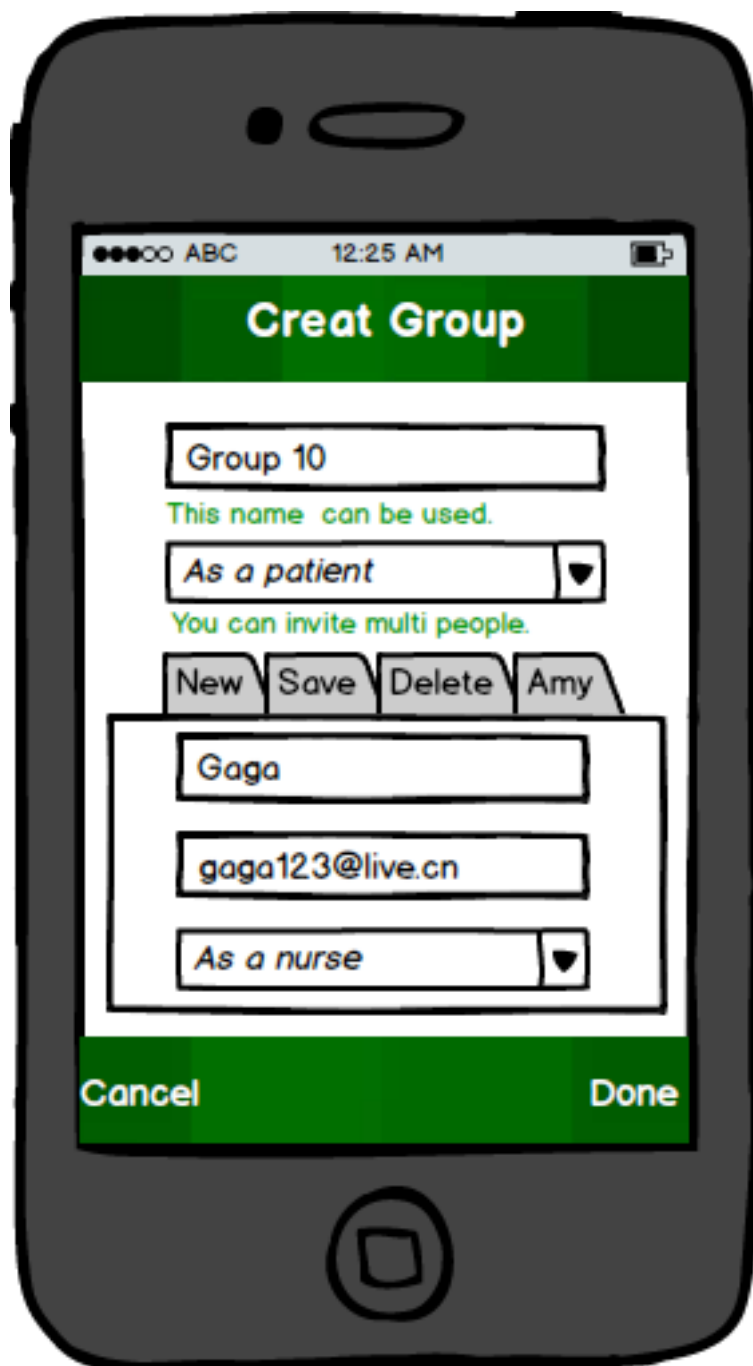 ABC 12:25 AM
Creat Group
Group 10
This name can be used.
As a patient
You can invite multi people.
New Save Delete Amy
Gaga
gaga123@live.cn
As a nurse
Cancel Done